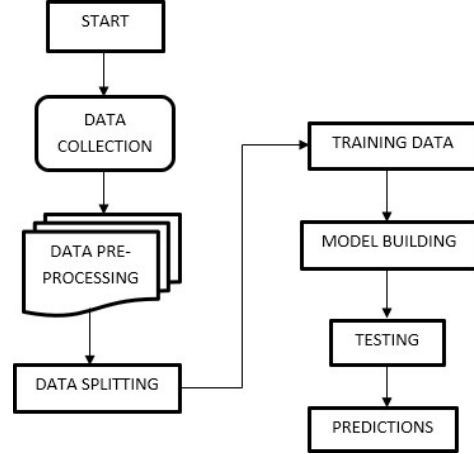 START
DATA
COLLECTION
DATA PRE-
PROCESSING
DATA SPLITTING
TRAINING DATA
MODEL BUILDING
TESTING
PREDICTIONS